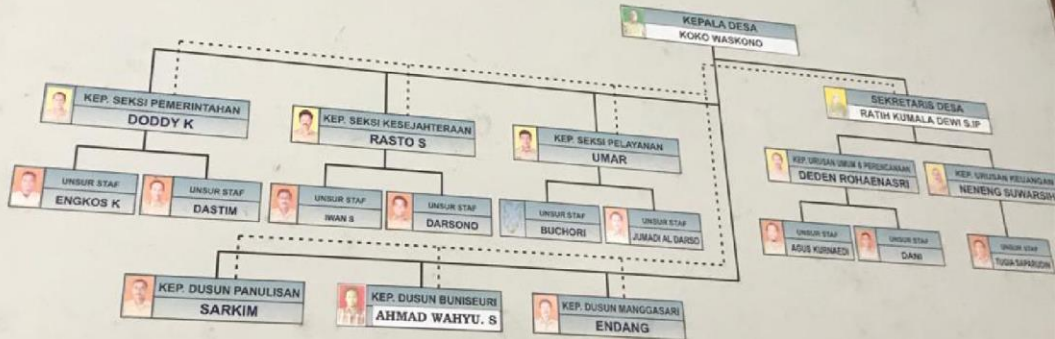 KEPALA DESA
KOKO WASKONO
SEKRETARIS DESA
RATIH KUMALA DEWI S.IP
KEP. SEKSI PEMERINTAHAN
DODDY K
KEP. SEKSI KESEJAHTERAAN
RASTO S
KEP. SEKSI PELAYANAN
UMAR
KEP. URUSAN UMUM & PERENCANAAN
DEDEN ROHAENASRI
KEP. URUSAN KEUANGAN
NENENG SUWARSIH
UNSUR STAF
ENGKOS K
UNSUR STAF
DASTIM
UNSUR STAF
IWAN S
UNSUR STAF
DARSONO
UNSUR STAF
BUCHORI
UNSUR STAF
JUMADI AL DARSO
UNSUR STAF
AGUS KURNAEDI
UNSUR STAF
DANI
UNSUR STAF
TUGIA SAPARUDIN
KEP. DUSUN PANULISAN
SARKIM
KEP. DUSUN BUNISEURI
AHMAD WAHYU. S
KEP. DUSUN MANGGASARI
ENDANG